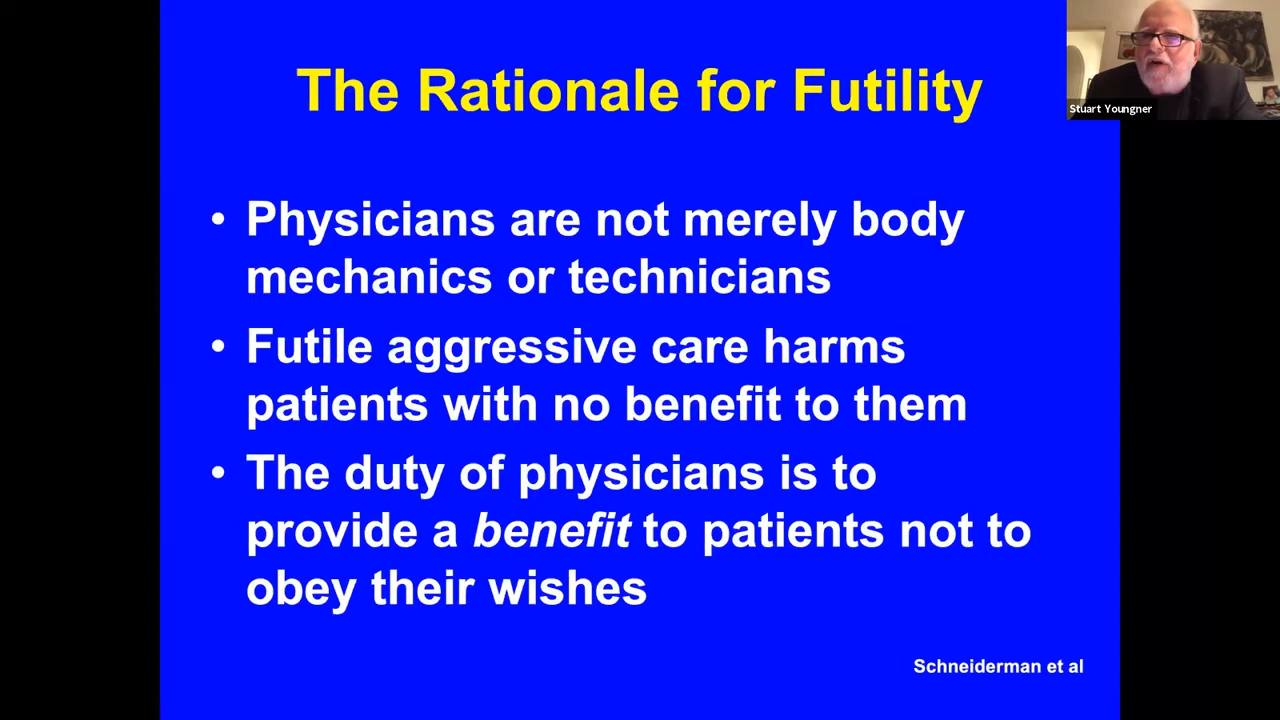 The Rationale for Futility
Stuart Youngner
• Physicians are not merely body
mechanics or technicians
• Futile aggressive care harms
patients with no benefit to them
• The duty of physicians is to
provide a benefit to patients not to
obey their wishes
Schneiderman et al